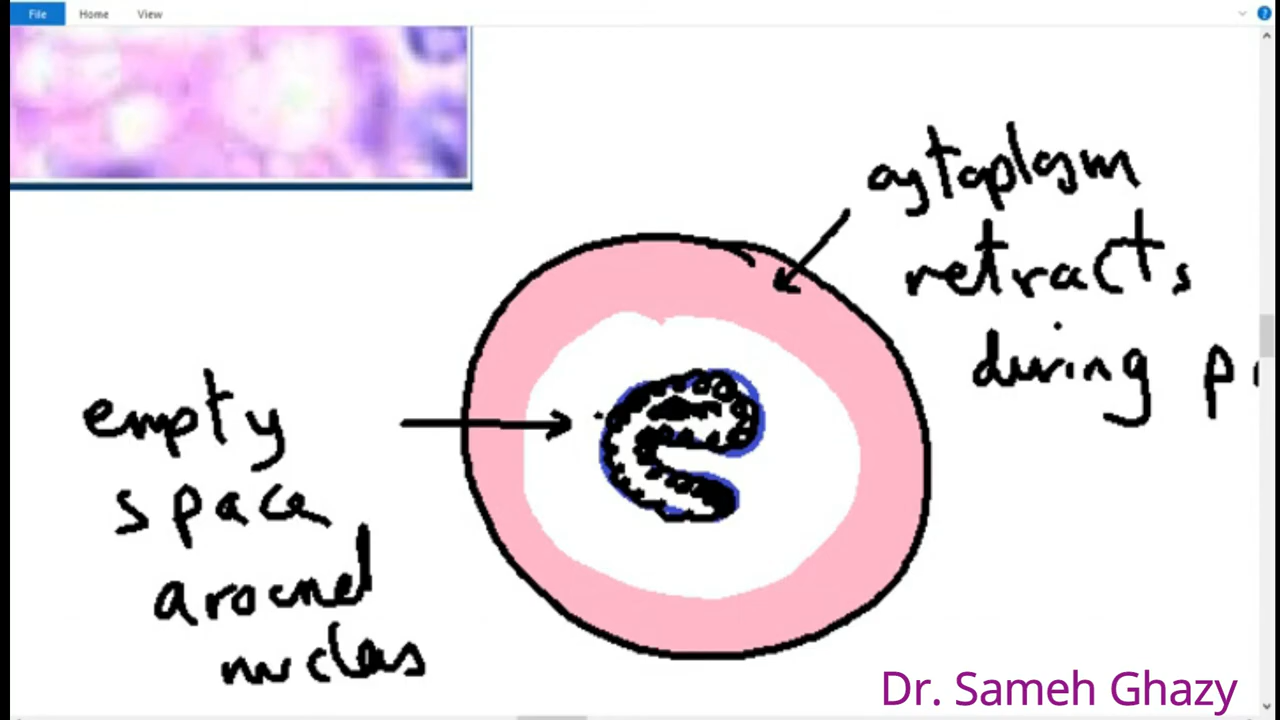 File Home View
cytoplasm
retracts
during
empty
space
around
nucleus
Dr. Sameh Ghazy